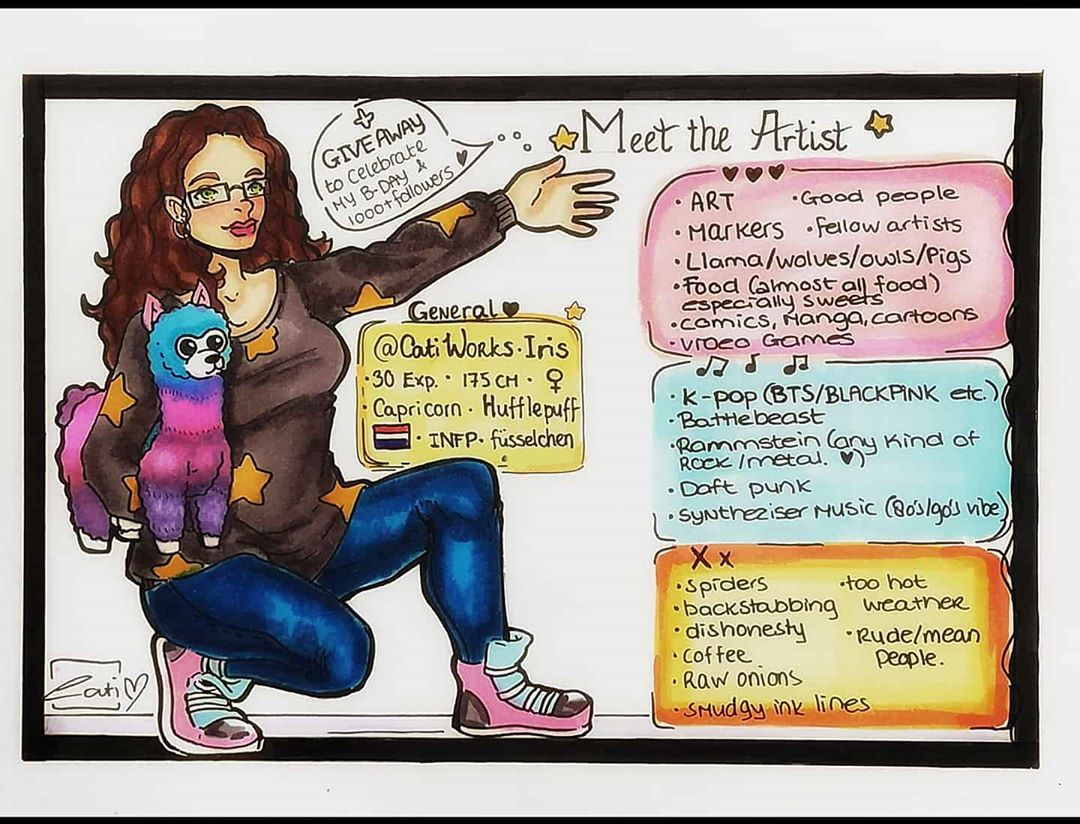 GIVEAWAY
to celebrate
MY B-DAY &
1000+ followers
Meet the Artist
• ART • Good people
• Markers • fellow artists
• Llama/wolves/owls/Pigs
• Food (almost all food)
especially sweets
• comics, Manga, cartoons
• Video Games
General
@CatiWorks • Iris
• 30 Exp. • 175 CM • ♀
Capricorn • Hufflepuff
• INFP • füsselchen
• K-pop (BTS/BLACKPINK etc.)
• Battlebeast
• Rammstein (any kind of
Rock/metal. ♥)
• Daft punk
• Syntheziser Music (80's/90's vibe)
X x
• spiders • too hot
• backstabbing weather
• dishonesty • Rude/mean
• coffee people.
• Raw onions
• smudgy ink lines
Cati